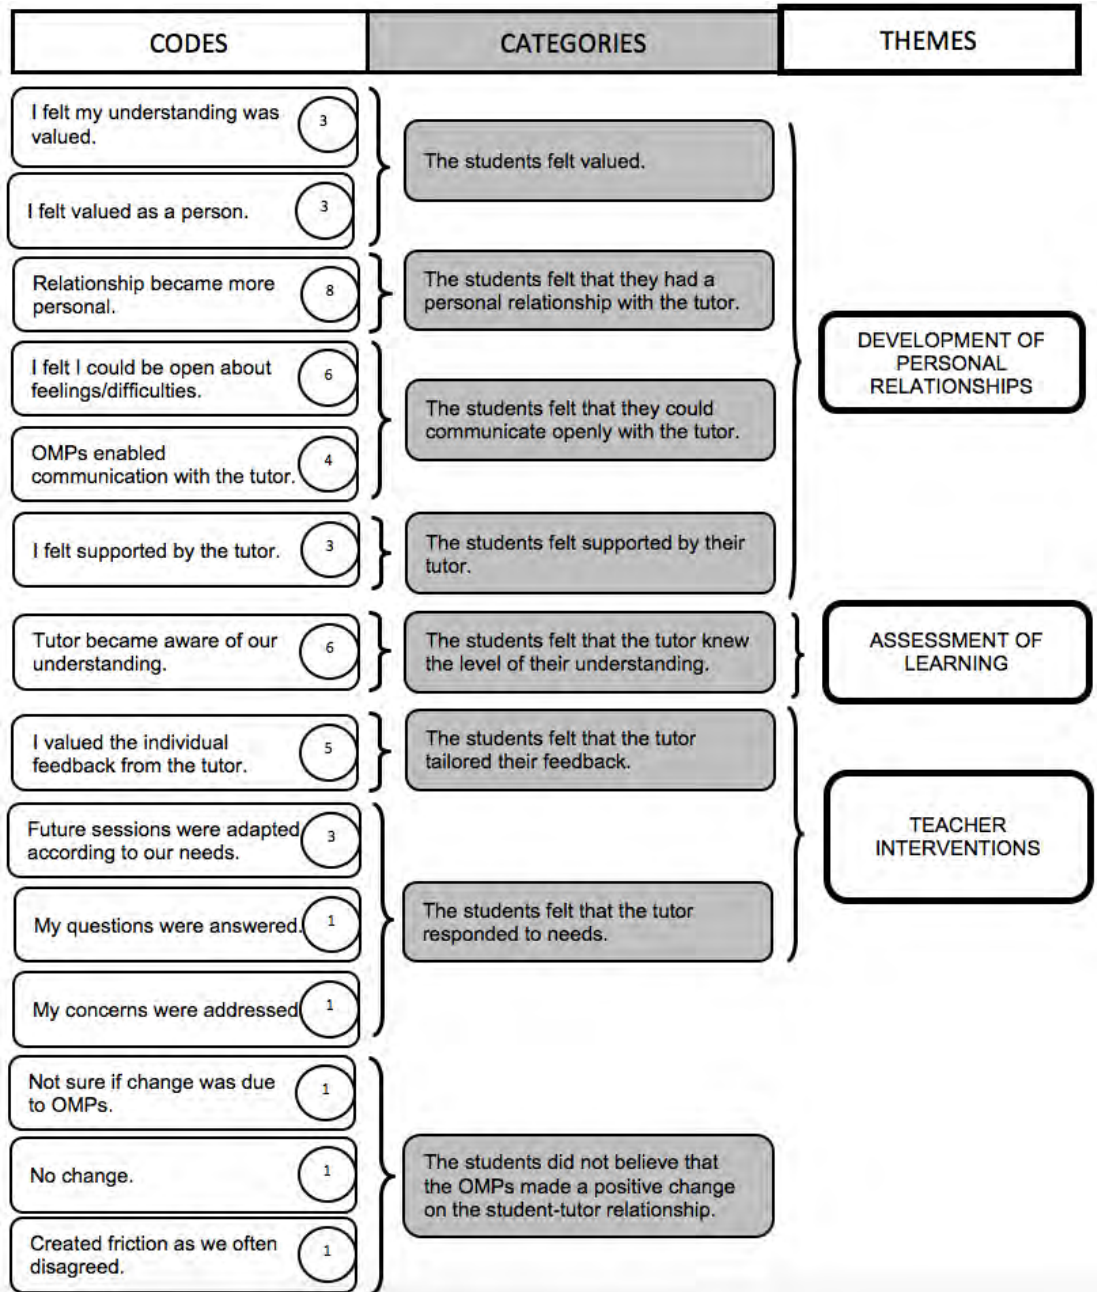 CODES
CATEGORIES
THEMES
I felt my understanding was
valued.
3
I felt valued as a person.
3
The students felt valued.
Relationship became more
personal.
8
The students felt that they had a
personal relationship with the tutor.
I felt I could be open about
feelings/difficulties.
6
OMPs enabled
communication with the tutor.
4
The students felt that they could
communicate openly with the tutor.
I felt supported by the tutor.
3
The students felt supported by their
tutor.
DEVELOPMENT OF
PERSONAL
RELATIONSHIPS
Tutor became aware of our
understanding.
6
The students felt that the tutor knew
the level of their understanding.
ASSESSMENT OF
LEARNING
I valued the individual
feedback from the tutor.
5
The students felt that the tutor
tailored their feedback.
Future sessions were adapted
according to our needs.
3
My questions were answered.
1
My concerns were addressed
1
The students felt that the tutor
responded to needs.
TEACHER
INTERVENTIONS
Not sure if change was due
to OMPs.
1
No change.
1
Created friction as we often
disagreed.
1
The students did not believe that
the OMPs made a positive change
on the student-tutor relationship.